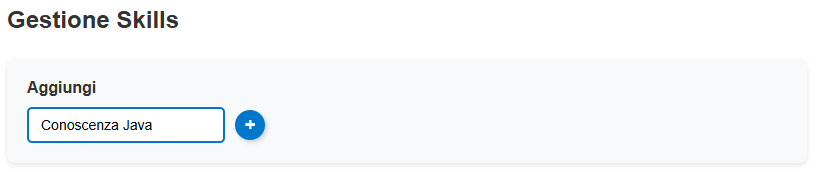 Gestione Skills
Aggiungi
Conoscenza Java
+